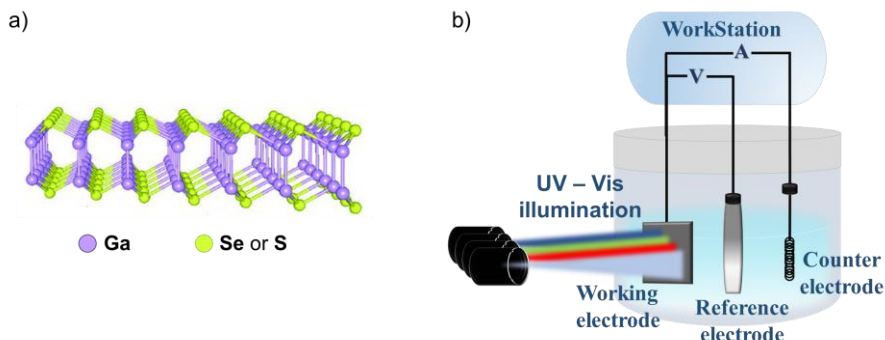 a)
Ga
Se or S
b)
WorkStation
A
V
UV – Vis
illumination
Working
electrode
Reference
electrode
Counter
electrode